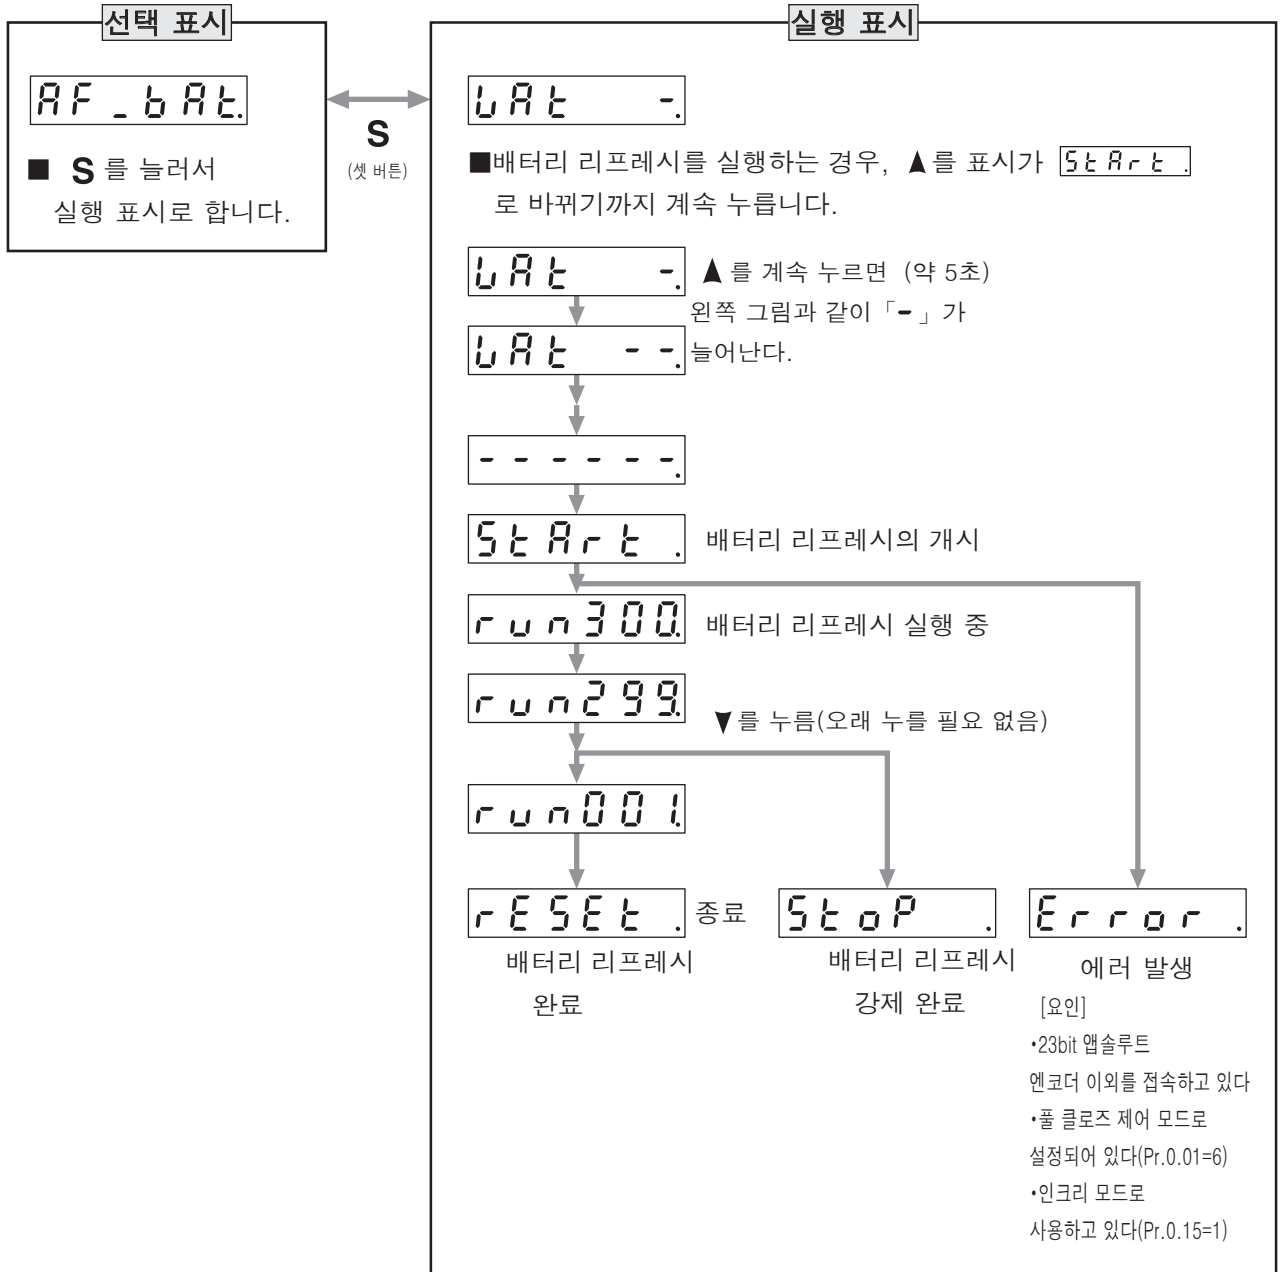 선택 표시
AF_bAt.
■ S 를 눌러서
실행 표시로 합니다.
S
(셋 버튼)
실행 표시
bAt -.
■배터리 리프레시를 실행하는 경우, ▲를 표시가 StArt .
로 바뀌기까지 계속 누릅니다.
bAt -.
▲ 를 계속 누르면 (약 5초)
왼쪽 그림과 같이「-」가
늘어난다.
bAt --.
------.
StArt . 배터리 리프레시의 개시
run300. 배터리 리프레시 실행 중
run299.
▼를 누름(오래 누를 필요 없음)
run001.
rESEt . 종료
배터리 리프레시
완료
StoP .
배터리 리프레시
강제 완료
Error .
에러 발생
[요인]
•23bit 앱솔루트
엔코더 이외를 접속하고 있다
•풀 클로즈 제어 모드로
설정되어 있다(Pr.0.01=6)
•인크리 모드로
사용하고 있다(Pr.0.15=1)